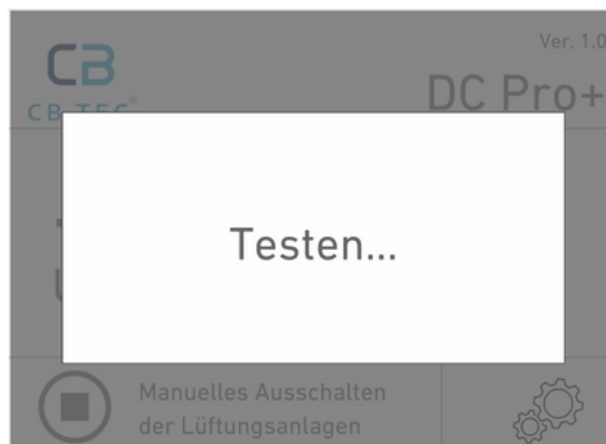 CB
Ver. 1.0
DC Pro+
Testen...
Manuelles Ausschalten
der Lüftungsanlagen